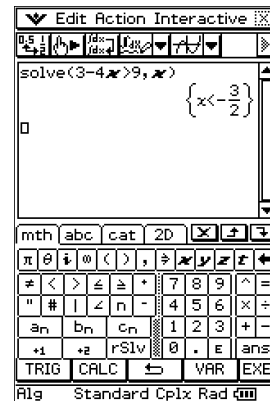 Edit Action Interactive
solve(3-4x>9,x)
{x<-3/2}
mth abc cat 2D
π θ i ∞ ( ) , ⇒ x y z t ←
≠ < > ≤ ≥ 7 8 9 ^ =
" # | ∠ n - 4 5 6 × ÷
an bn cn 1 2 3 + -
+1 +2 rSlv 0 . E ans
TRIG CALC VAR EXE
Alg Standard Cplx Rad